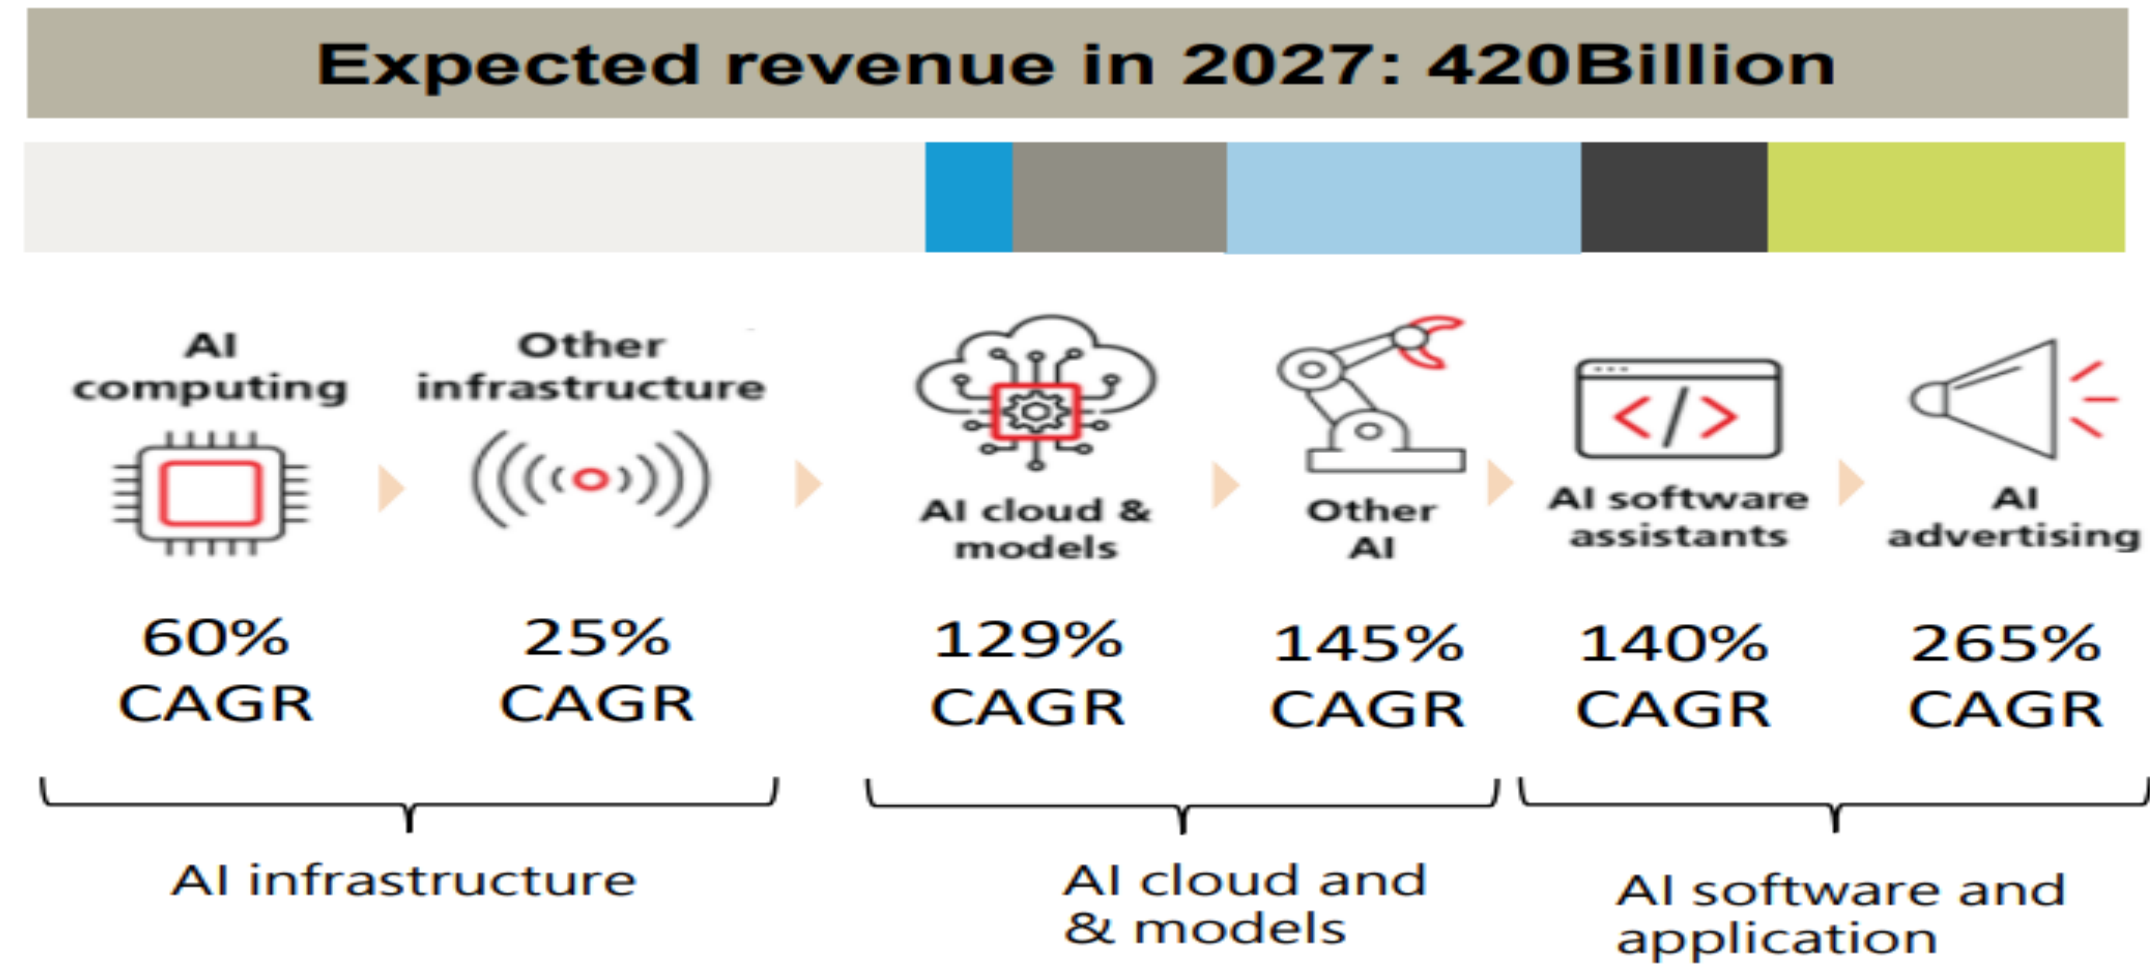 Expected revenue in 2027: 420Billion
AI
computing
Other
infrastructure
AI cloud &
models
Other
AI
AI software
assistants
AI
advertising
60%
CAGR
25%
CAGR
129%
CAGR
145%
CAGR
140%
CAGR
265%
CAGR
AI infrastructure
AI cloud and
& models
AI software and
application